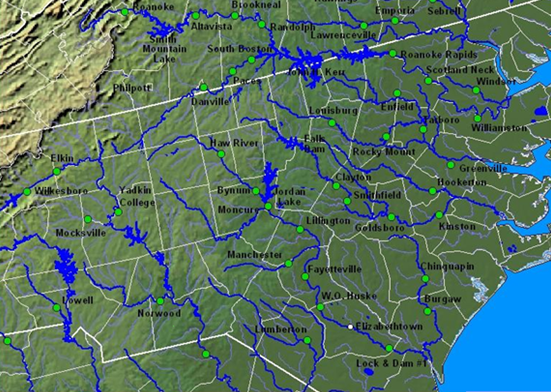 Roanoke
Brookneal
Emporia
Sebrell
Altavista
Randolph
Lawreuceville
Smith
Mountain
Lake
South Boston
Roanoke Rapids
Paces
John H. Kerr
Scotland Neck
Philpott
Windsor
Danville
Enfield
Louisburg
Tarboro
Williamston
Haw River
Falls
Dam
Rocky Mount
Elkin
Greenville
Clayton
Wilkesboro
Yadkin
College
Bynum
Jordan
Lake
Hookerton
Smithfield
Moncure
Mocksville
Lillington
Goldsboro
Kinston
Manchester
Fayetteville
Chinquapin
Lowell
W.O. Huske
Norwood
Burgaw
Lumberton
Elizabethtown
Lock & Dam #1